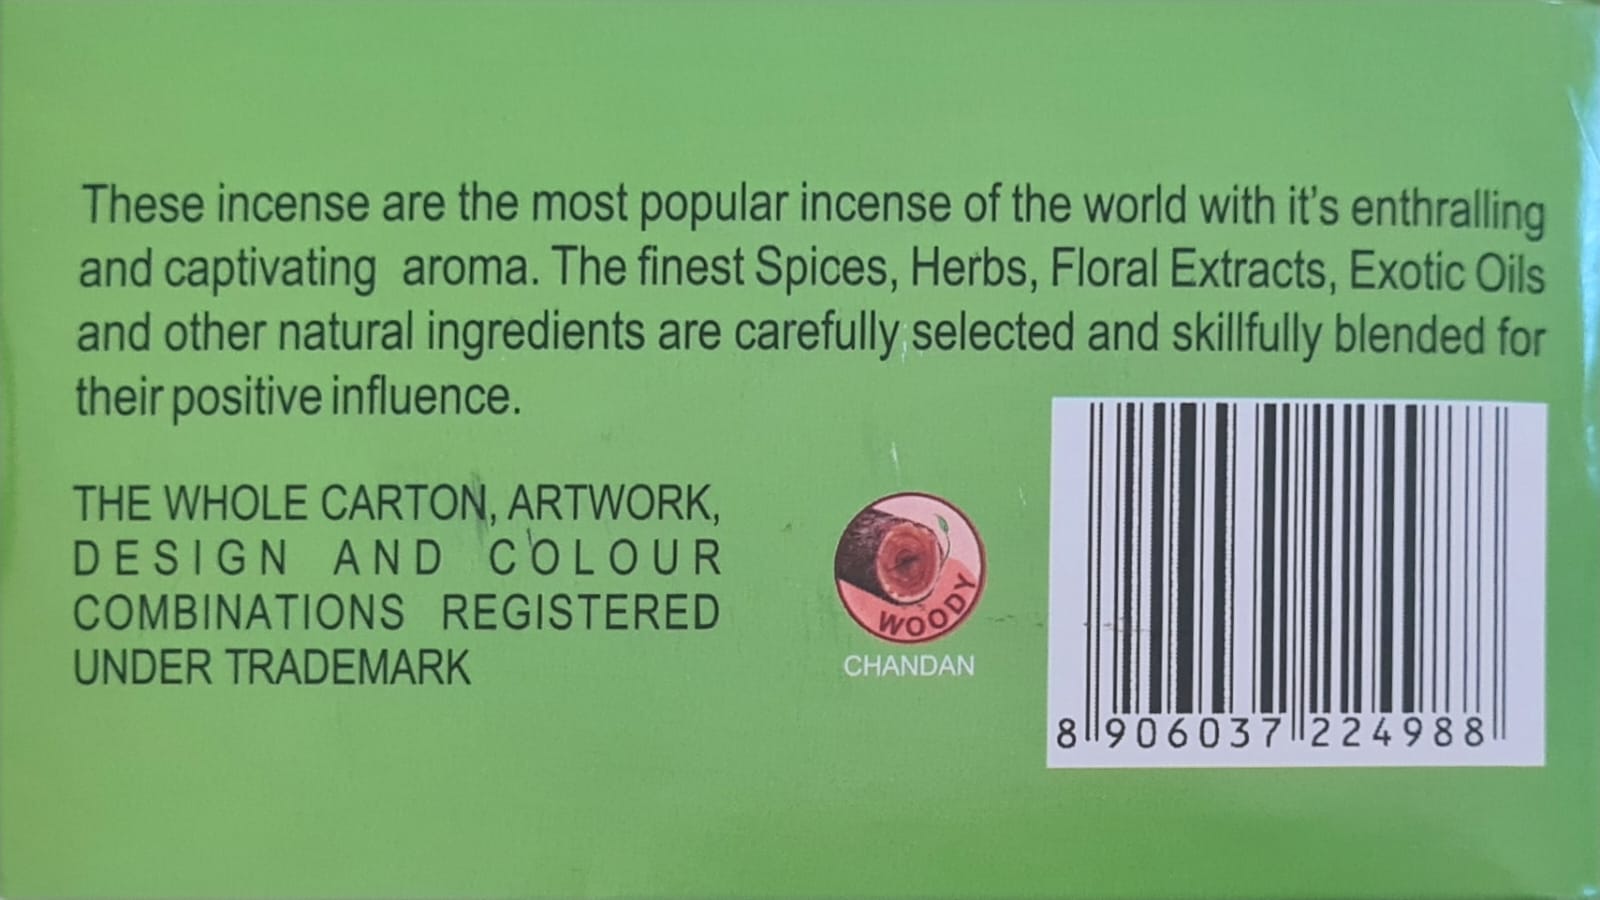 These incense are the most popular incense of the world with it's enthralling
and captivating aroma. The finest Spices, Herbs, Floral Extracts, Exotic Oils
and other natural ingredients are carefully selected and skillfully blended for
their positive influence.
THE WHOLE CARTON, ARTWORK,
DESIGN AND COLOUR
COMBINATIONS REGISTERED
UNDER TRADEMARK
WOODY
CHANDAN
8 906037 224988